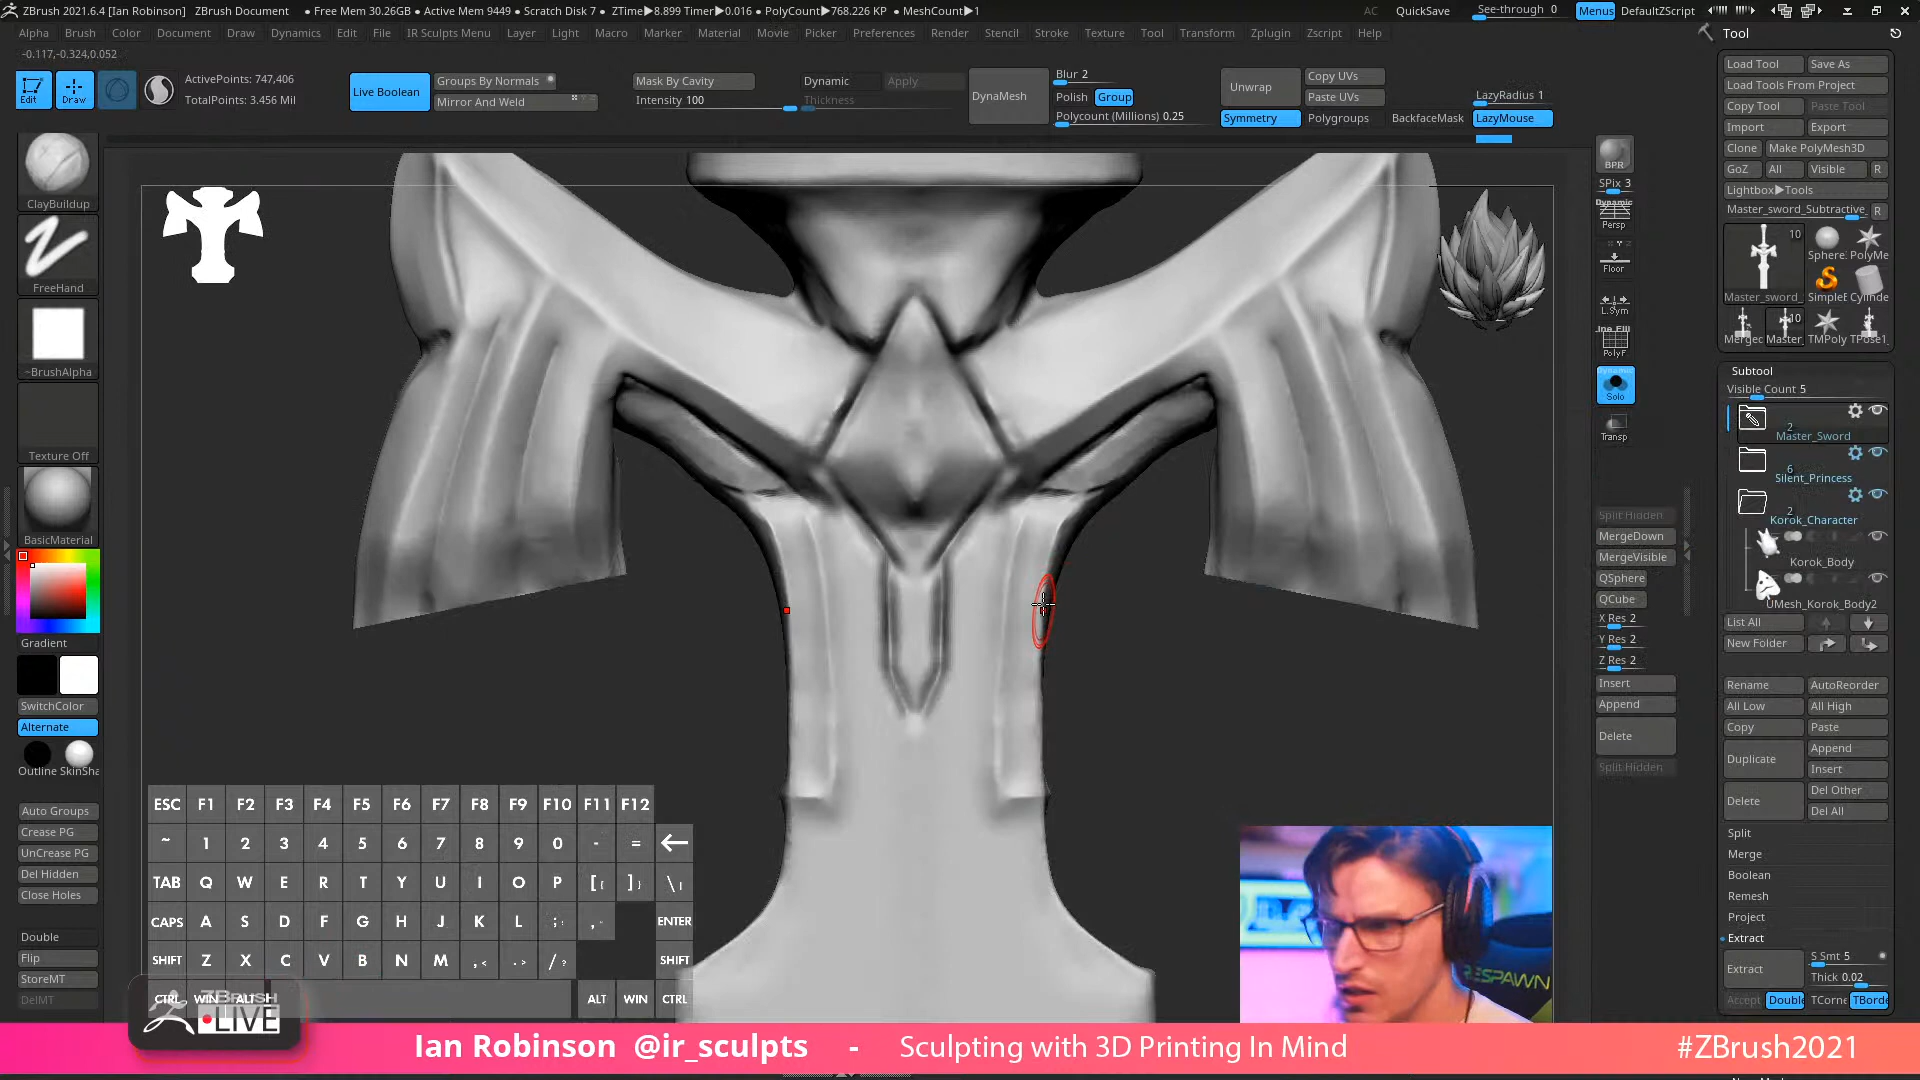 ZBrush 2021.6.4 [Ian Robinson] ZBrush Document • Free Mem 30.26GB • Active Mem 9449 • Scratch Disk 7 • ZTime▶8.899 Timer▶0.016 • PolyCount▶768.226 KP • MeshCount▶1 AC QuickSave See-through 0 Menus DefaultZScript
Alpha Brush Color Document Draw Dynamics Edit File IR Sculpts Menu Layer Light Macro Marker Material Movie Picker Preferences Render Stencil Stroke Texture Tool Transform Zplugin Zscript Help
-0.117,-0.324,0.052
Edit Draw
ActivePoints: 747,406
TotalPoints: 3.456 Mil
Live Boolean
Groups By Normals
Mirror And Weld
Mask By Cavity
Intensity 100
Dynamic Apply
Thickness
DynaMesh
Blur 2
Polish Group
Polycount (Millions) 0.25
Unwrap
Copy UVs
Paste UVs
Symmetry Polygroups BackfaceMask
LazyRadius 1
LazyMouse
ClayBuildup
FreeHand
~BrushAlpha
Texture Off
BasicMaterial
Gradient
SwitchColor
Alternate
Outline SkinSha
Auto Groups
Crease PG
UnCrease PG
Del Hidden
Close Holes
Double
Flip
StoreMT
DelMT
BPR
SPix 3
Dynamic
Persp
Floor
L.Sym
Line Fill
PolyF
Dynamic
Solo
Transp
Split Hidden
MergeDown
MergeVisible
QSphere
QCube
X Res 2
Y Res 2
Z Res 2
Insert
Append
Delete
Split Hidden
Tool
Load Tool Save As
Load Tools From Project
Copy Tool Paste Tool
Import Export
Clone Make PolyMesh3D
GoZ All Visible R
Lightbox▶Tools
Master_sword_Subtractive_ R
10
Master_sword_
Sphere. PolyMe
SimpleB Cylinde
10
Mergec Master_ TMPoly TPose1_
Subtool
Visible Count 5
2
Master_Sword
6
Silent_Princess
2
Korok_Character
Korok_Body
UMesh_Korok_Body2
List All
New Folder
Rename AutoReorder
All Low All High
Copy Paste
Duplicate Append
Insert
Delete Del Other
Del All
Split
Merge
Boolean
Remesh
Project
Extract
Extract S Smt 5
Thick 0.02
Accept Double TCorne TBorde
ESC F1 F2 F3 F4 F5 F6 F7 F8 F9 F10 F11 F12
~ 1 2 3 4 5 6 7 8 9 0 - = ←
TAB Q W E R T Y U I O P [{ ]} \|
CAPS A S D F G H J K L ;: ,. ENTER
SHIFT Z X C V B N M ,< .> /? SHIFT
CTRL WIN ALT ALT WIN CTRL
ZBRUSH
LIVE
RESPAWN
Ian Robinson @ir_sculpts - Sculpting with 3D Printing In Mind #ZBrush2021